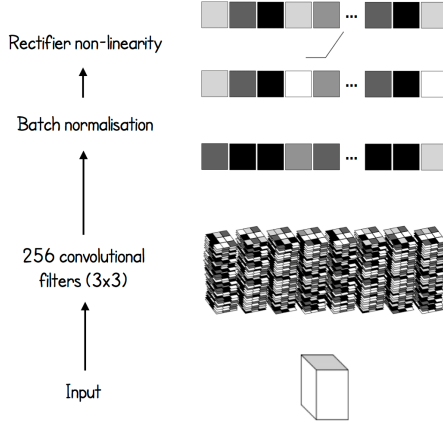 Rectifier non-linearity
Batch normalisation
256 convolutional
filters (3x3)
Input